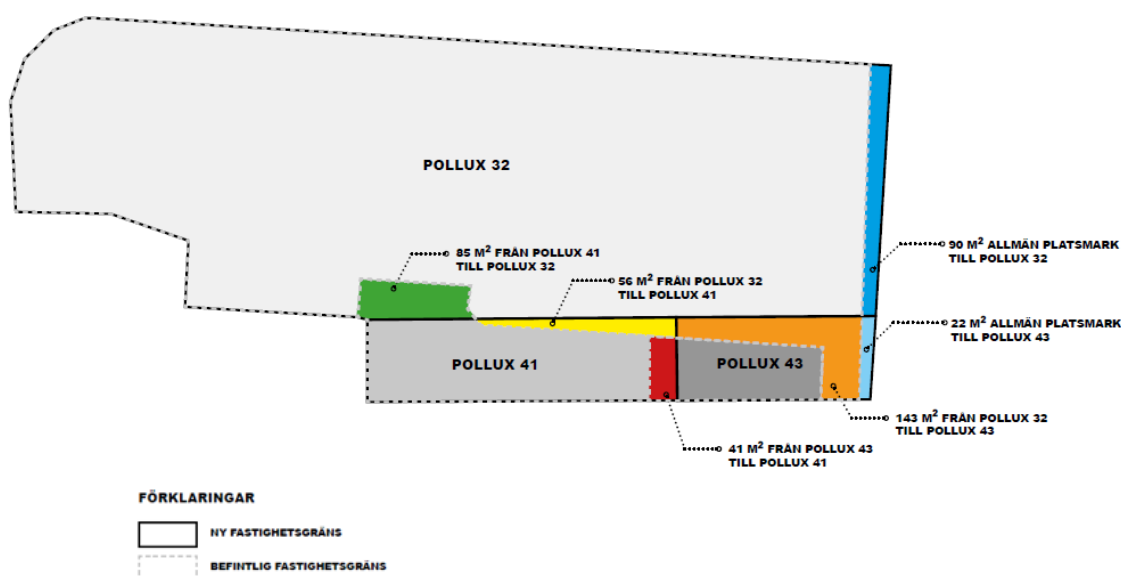 POLLUX 32
85 M² FRÅN POLLUX 41
TILL POLLUX 32
56 M² FRÅN POLLUX 32
TILL POLLUX 41
90 M² ALLMÄN PLATSMARK
TILL POLLUX 32
22 M² ALLMÄN PLATSMARK
TILL POLLUX 43
POLLUX 41
POLLUX 43
143 M² FRÅN POLLUX 32
TILL POLLUX 43
41 M² FRÅN POLLUX 43
TILL POLLUX 41
FÖRKLARINGAR
NY FASTIGHETSGRÄNS
BEFINTLIG FASTIGHETSGRÄNS